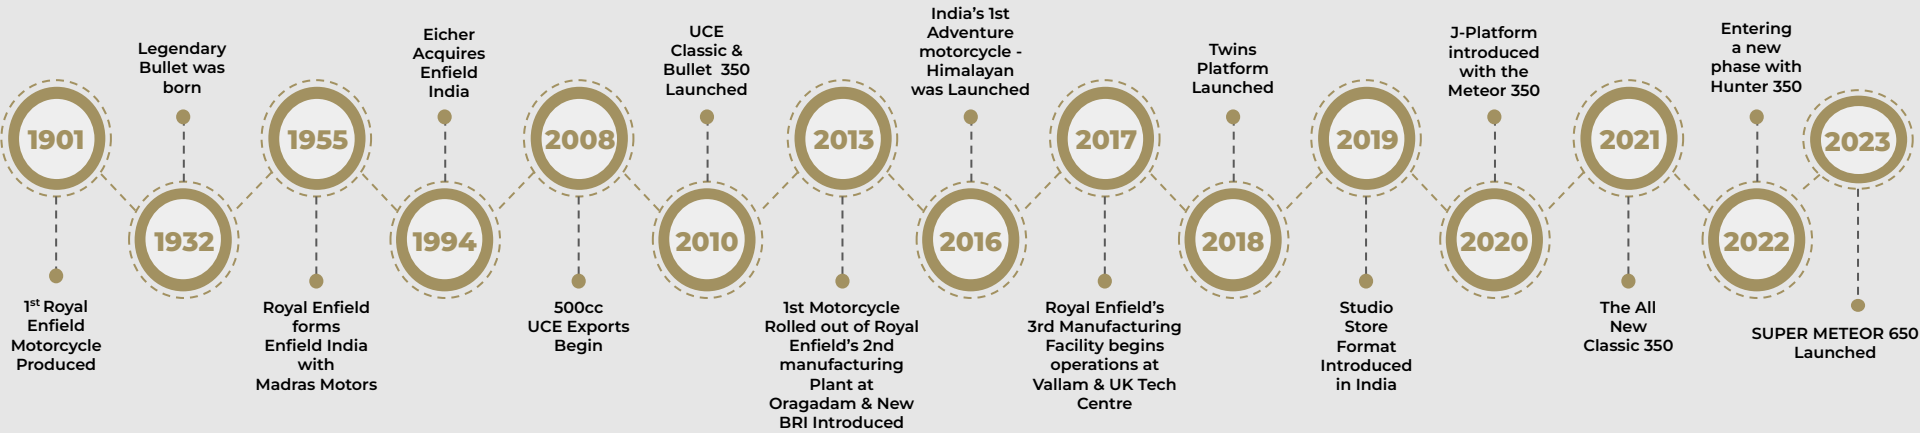 1901
1st Royal
Enfield
Motorcycle
Produced
Legendary
Bullet was
born
1932
1955
Royal Enfield
forms
Enfield India
with
Madras Motors
Eicher
Acquires
Enfield
India
1994
2008
500cc
UCE Exports
Begin
UCE
Classic &
Bullet 350
Launched
2010
2013
1st Motorcycle
Rolled out of Royal
Enfield's 2nd
manufacturing
Plant at
Oragadam & New
BRI Introduced
India's 1st
Adventure
motorcycle -
Himalayan
was Launched
2016
2017
Royal Enfield's
3rd Manufacturing
Facility begins
operations at
Vallam & UK Tech
Centre
Twins
Platform
Launched
2018
2019
Studio
Store
Format
Introduced
in India
J-Platform
introduced
with the
Meteor 350
2020
2021
The All
New
Classic 350
Entering
a new
phase with
Hunter 350
2022
2023
SUPER METEOR 650
Launched